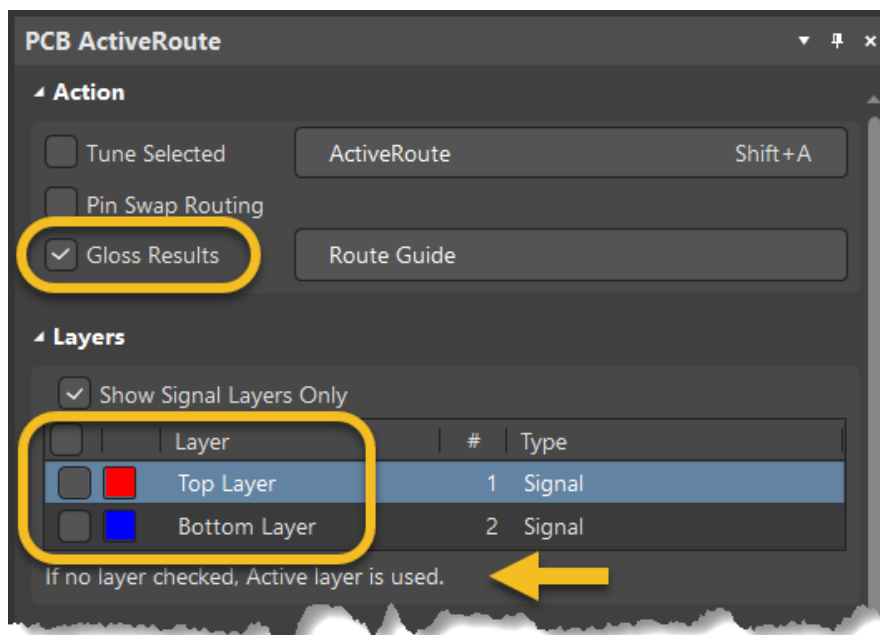 PCB ActiveRoute
Action
Tune Selected ActiveRoute Shift+A
Pin Swap Routing
Gloss Results Route Guide
Layers
Show Signal Layers Only
Layer # Type
Top Layer 1 Signal
Bottom Layer 2 Signal
If no layer checked, Active layer is used.